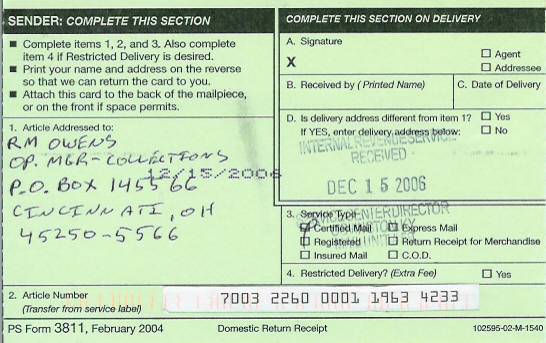 SENDER: COMPLETE THIS SECTION
■ Complete items 1, 2, and 3. Also complete
item 4 if Restricted Delivery is desired.
■ Print your name and address on the reverse
so that we can return the card to you.
■ Attach this card to the back of the mailpiece,
or on the front if space permits.
1. Article Addressed to:
RM OWENS
OP. MGR-COLLECTIONS
12/15/2006
P.O. BOX 145566
CINCINNATI, OH
45250-5566
COMPLETE THIS SECTION ON DELIVERY
A. Signature
X
☐ Agent
☐ Addressee
B. Received by (Printed Name)
C. Date of Delivery
D. Is delivery address different from item 1? ☐ Yes
If YES, enter delivery address below: ☐ No
INTERNAL REVENUE SERVICE
RECEIVED
DEC 15 2006
SERVICE CENTER DIRECTOR
3. Service Type
Certified Mail ☐ Express Mail
☐ Registered ☐ Return Receipt for Merchandise
☐ Insured Mail ☐ C.O.D.
4. Restricted Delivery? (Extra Fee) ☐ Yes
2. Article Number
(Transfer from service label)
7003 2260 0001 1963 4233
PS Form 3811, February 2004 Domestic Return Receipt 102595-02-M-1540